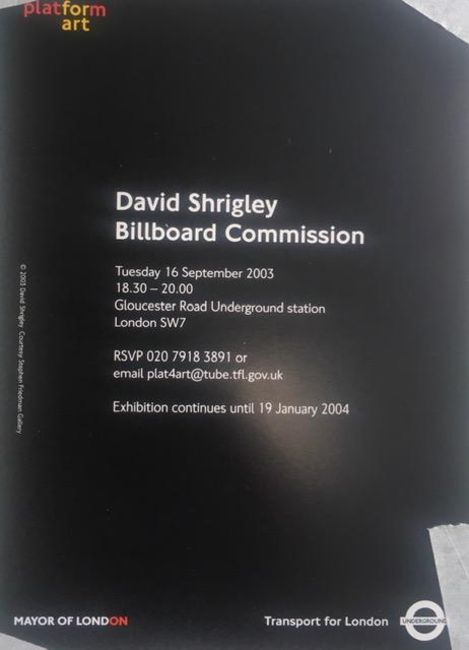 platform
art
David Shrigley
Billboard Commission
Tuesday 16 September 2003
18.30 – 20.00
Gloucester Road Underground station
London SW7
RSVP 020 7918 3891 or
email plat4art@tube.tfl.gov.uk
Exhibition continues until 19 January 2004
© 2003 David Shrigley. Courtesy Stephen Friedman Gallery
MAYOR OF LONDON
Transport for London
UNDERGROUND